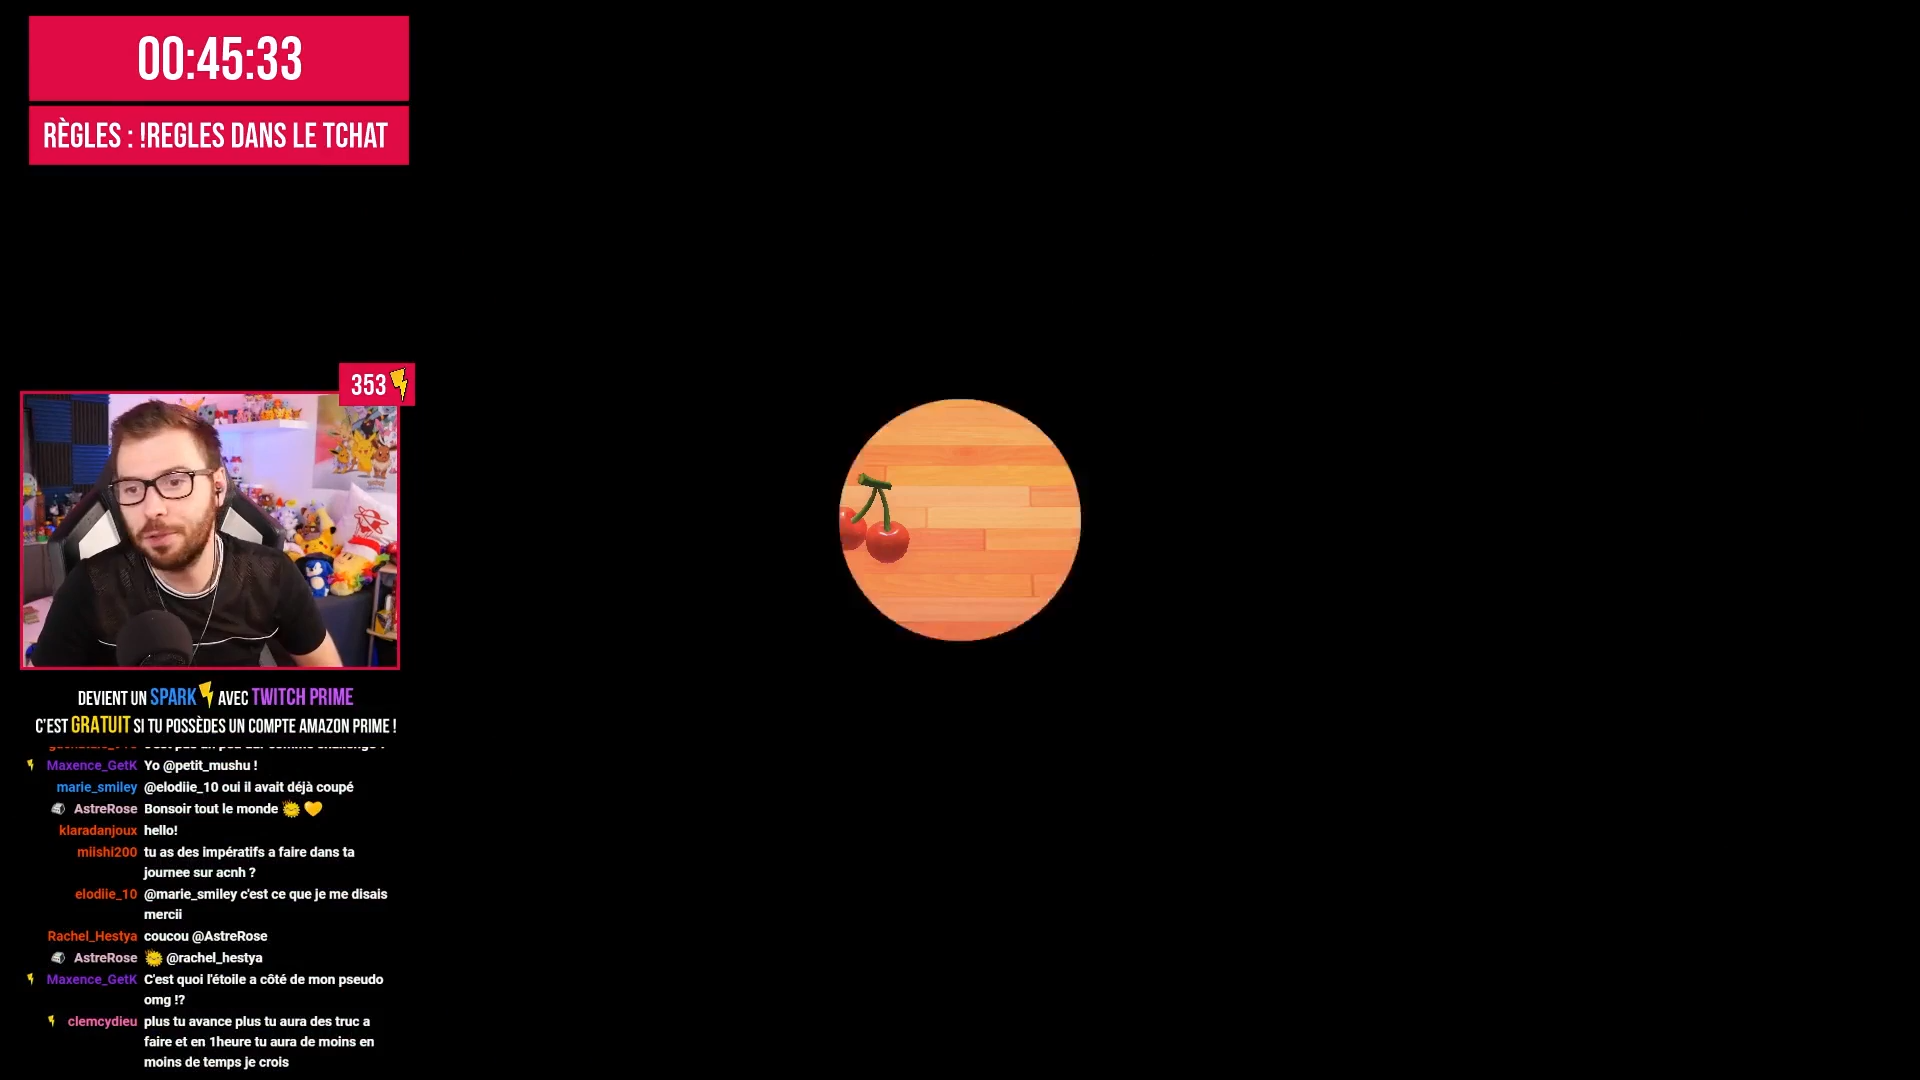 00:45:33
RÈGLES : !REGLES DANS LE TCHAT
353
DEVIENT UN SPARK AVEC TWITCH PRIME
C'EST GRATUIT SI TU POSSÈDES UN COMPTE AMAZON PRIME !
Maxence_GetK Yo @petit_mushu !
marie_smiley @elodiie_10 oui il avait déjà coupé
AstreRose Bonsoir tout le monde
klaradanjoux hello!
miishi200 tu as des impératifs a faire dans ta
journee sur acnh ?
elodiie_10 @marie_smiley c'est ce que je me disais
mercii
Rachel_Hestya coucou @AstreRose
AstreRose @rachel_hestya
Maxence_GetK C'est quoi l'étoile a côté de mon pseudo
omg !?
clemcydieu plus tu avance plus tu aura des truc a
faire et en 1heure tu aura de moins en
moins de temps je crois